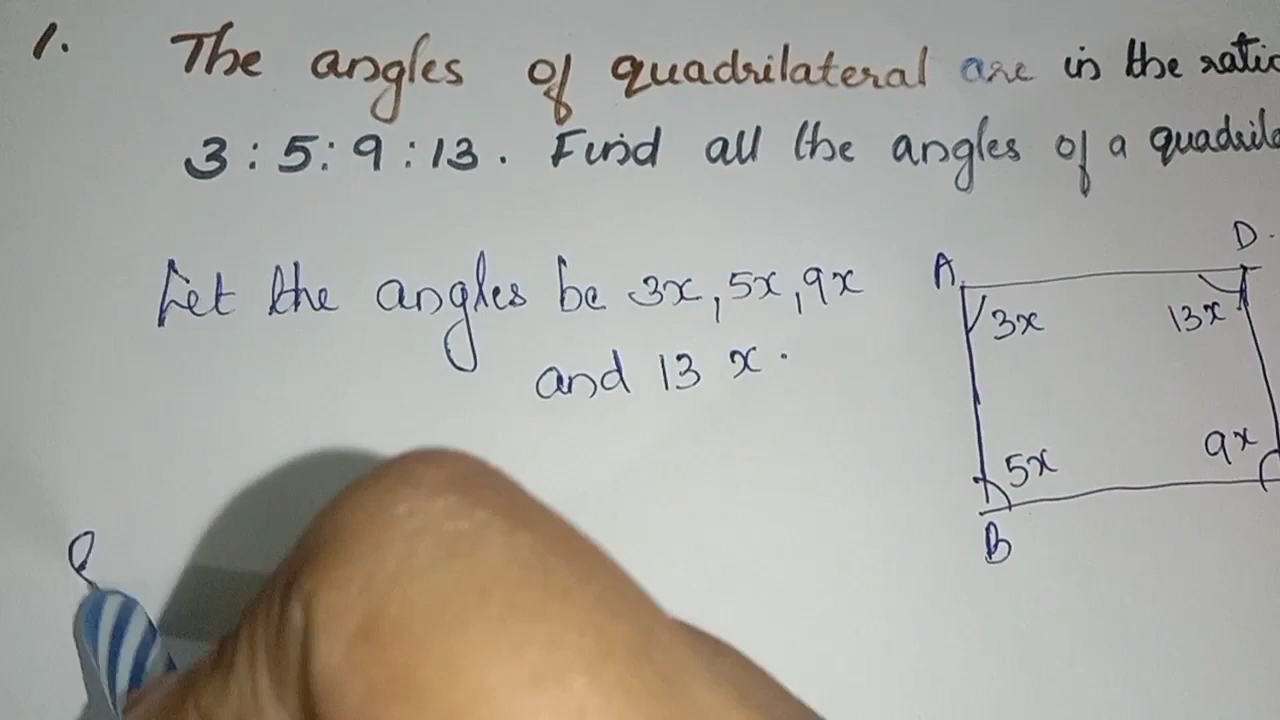 1. The angles of quadrilateral are in the ratio
3 : 5 : 9 : 13 . Find all the angles of a
Let the angles be 3x, 5x, 9x
and 13 x .
A
D
3x
13x
5x
9x
B